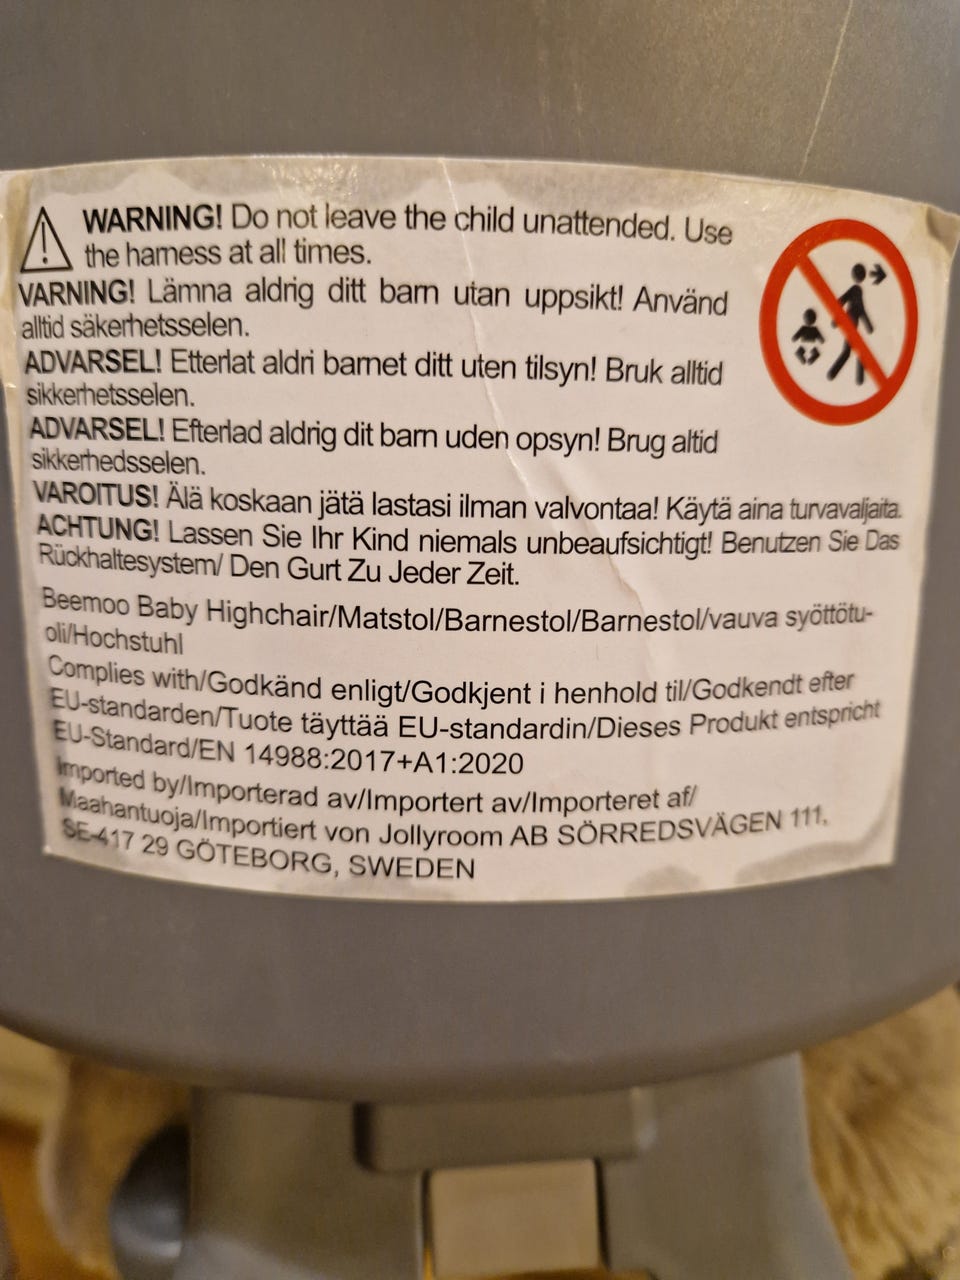 WARNING! Do not leave the child unattended. Use
the harness at all times.
VARNING! Lämna aldrig ditt barn utan uppsikt! Använd
alltid säkerhetsselen.
ADVARSEL! Etterlat aldri barnet ditt uten tilsyn! Bruk alltid
sikkerhetsselen.
ADVARSEL! Efterlad aldrig dit barn uden opsyn! Brug altid
sikkerhedsselen.
VAROITUS! Älä koskaan jätä lastasi ilman valvontaa! Käytä aina turvavaljaita.
ACHTUNG! Lassen Sie Ihr Kind niemals unbeaufsichtigt! Benutzen Sie Das
Rückhaltesystem/ Den Gurt Zu Jeder Zeit.
Beemoo Baby Highchair/Matstol/Barnestol/Barnestol/vauva syöttötu-
oli/Hochstuhl
Complies with/Godkänd enligt/Godkjent i henhold til/Godkendt efter
EU-standarden/Tuote täyttää EU-standardin/Dieses Produkt entspricht
EU-Standard/EN 14988:2017+A1:2020
Imported by/Importerad av/Importert av/Importeret af/
Maahantuoja/Importiert von Jollyroom AB SÖRREDSVÄGEN 111,
SE-417 29 GÖTEBORG, SWEDEN